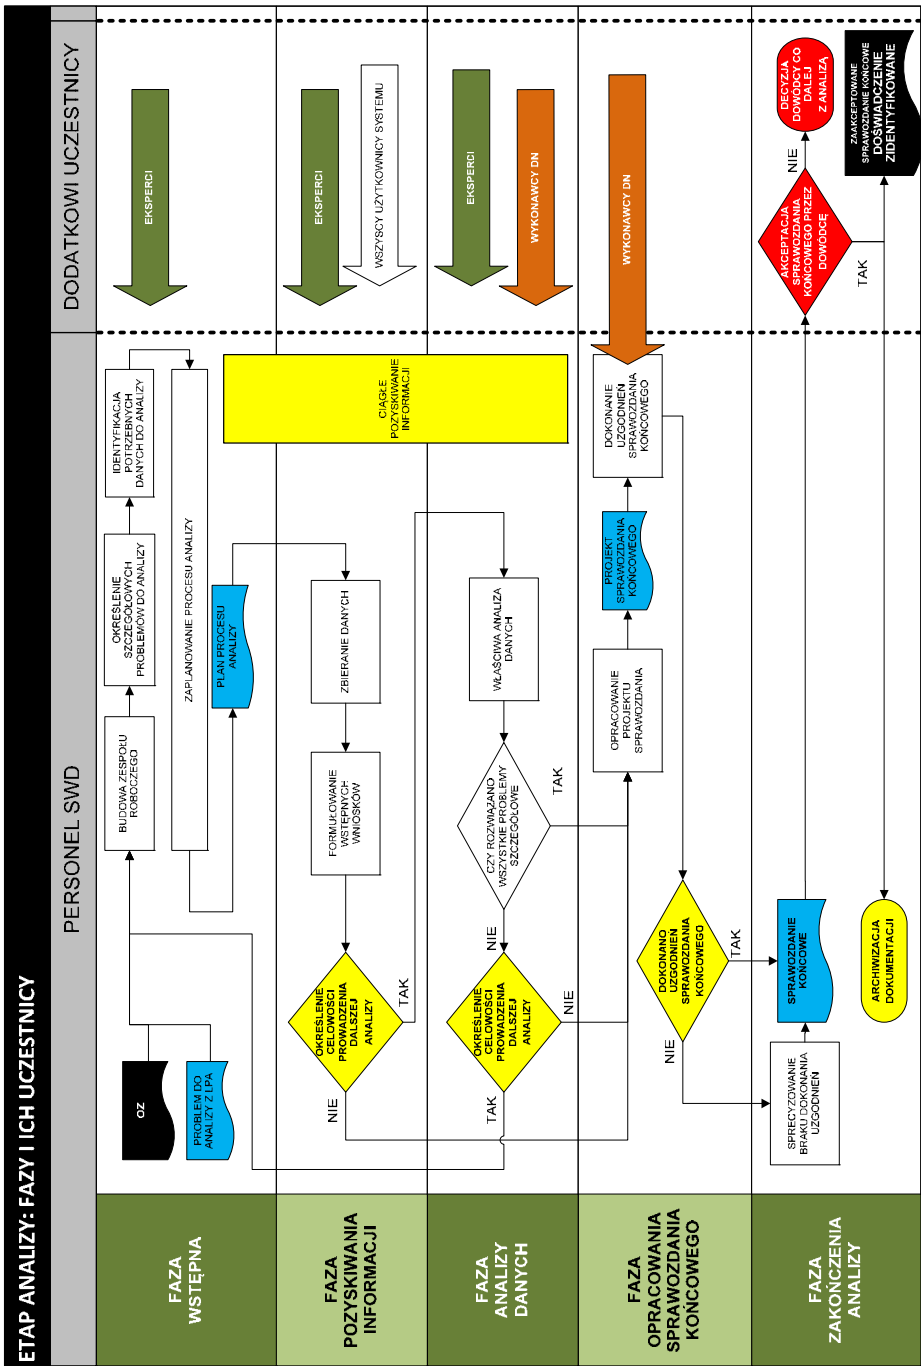 ETAP ANALIZY: FAZY I ICH UCZESTNICY
PERSONEL SWD
DODATKOWI UCZESTNICY
FAZA
WSTĘPNA
OZ
PROBLEM DO
ANALIZY Z LPA
BUDOWA ZESPOŁU
ROBOCZEGO
OKREŚLENIE
SZCZEGÓŁOWYCH
PROBLEMÓW DO ANALIZY
IDENTYFIKACJA
POTRZEBNYCH
DANYCH DO ANALIZY
ZAPLANOWANIE PROCESU ANALIZY
PLAN PROCESU
ANALIZY
EKSPERCI
CIĄGŁE
POZYSKIWANIE
INFORMACJI
FAZA
POZYSKIWANIA
INFORMACJI
NIE
OKREŚLENIE
CELOWOŚCI
PROWADZENIA
DALSZEJ
ANALIZY
TAK
FORMUŁOWANIE
WSTĘPNYCH
WNIOSKÓW
ZBIERANIE DANYCH
EKSPERCI
WSZYSCY UŻYTKOWNICY SYSTEMU
FAZA
ANALIZY
DANYCH
TAK
OKREŚLENIE
CELOWOŚCI
PROWADZENIA
DALSZEJ
ANALIZY
NIE
NIE
CZY ROZWIĄZANO
WSZYSTKIE PROBLEMY
SZCZEGÓŁOWE
TAK
WŁAŚCIWA ANALIZA
DANYCH
EKSPERCI
WYKONAWCY DN
FAZA
OPRACOWANIA
SPRAWOZDANIA
KOŃCOWEGO
OPRACOWANIE
PROJEKTU
SPRAWOZDANIA
PROJEKT
SPRAWOZDANIA
KOŃCOWEGO
DOKONANIE
UZGODNIEŃ
SPRAWOZDANIA
KOŃCOWEGO
WYKONAWCY DN
NIE
DOKONANO
UZGODNIEŃ
SPRAWOZDANIA
KOŃCOWEGO
TAK
FAZA
ZAKOŃCZENIA
ANALIZY
SPRECYZOWANIE
BRAKU DOKONANIA
UZGODNIEŃ
SPRAWOZDANIE
KOŃCOWE
ARCHIWIZACJA
DOKUMENTACJI
AKCEPTACJA
SPRAWOZDANIA
KOŃCOWEGO PRZEZ
DOWÓDCĘ
TAK
NIE
DECYZJA
DOWÓDCY CO
DALEJ
Z ANALIZĄ
ZAAKCEPTOWANE
SPRAWOZDANIE KOŃCOWE
DOŚWIADCZENIE
ZIDENTYFIKOWANE